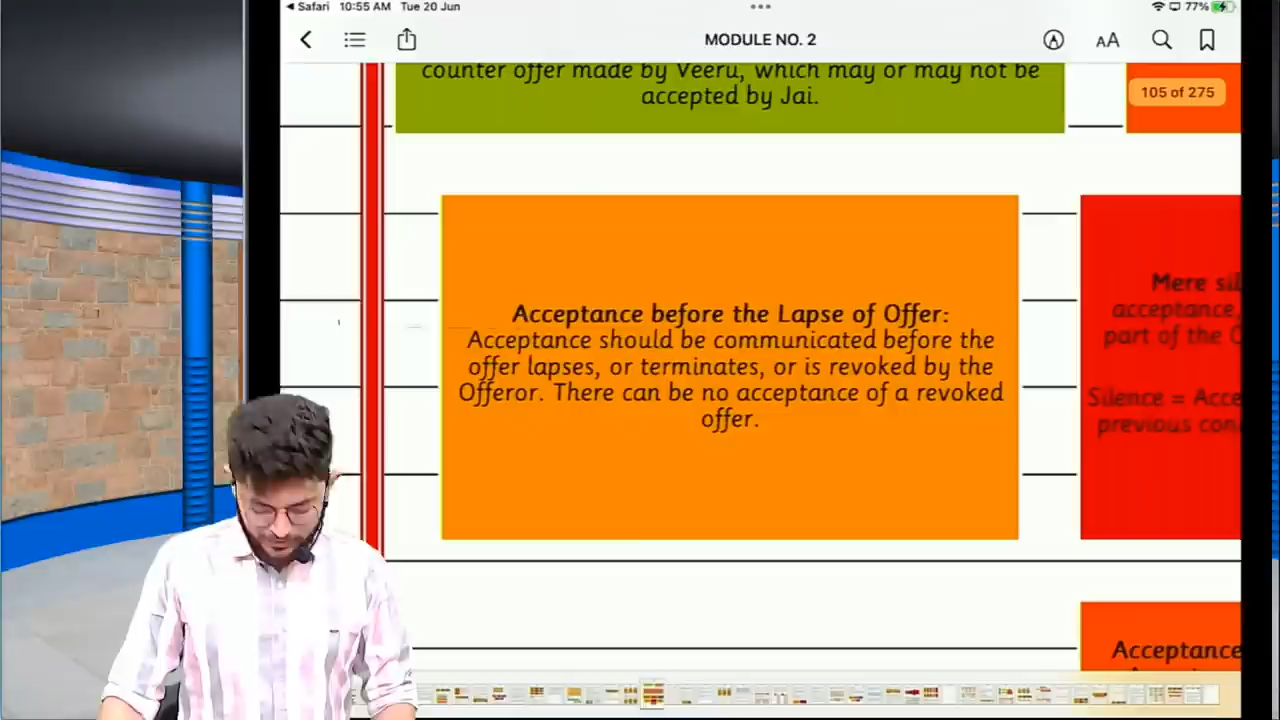 Safari 10:55 AM Tue 20 Jun
77%
MODULE NO. 2
AA
counter offer made by Veeru, which may or may not be
accepted by Jai.
105 of 275
Acceptance before the Lapse of Offer:
Acceptance should be communicated before the
offer lapses, or terminates, or is revoked by the
Offeror. There can be no acceptance of a revoked
offer.
Mere
acceptance,
part of the
Silence =
previous
Acceptance